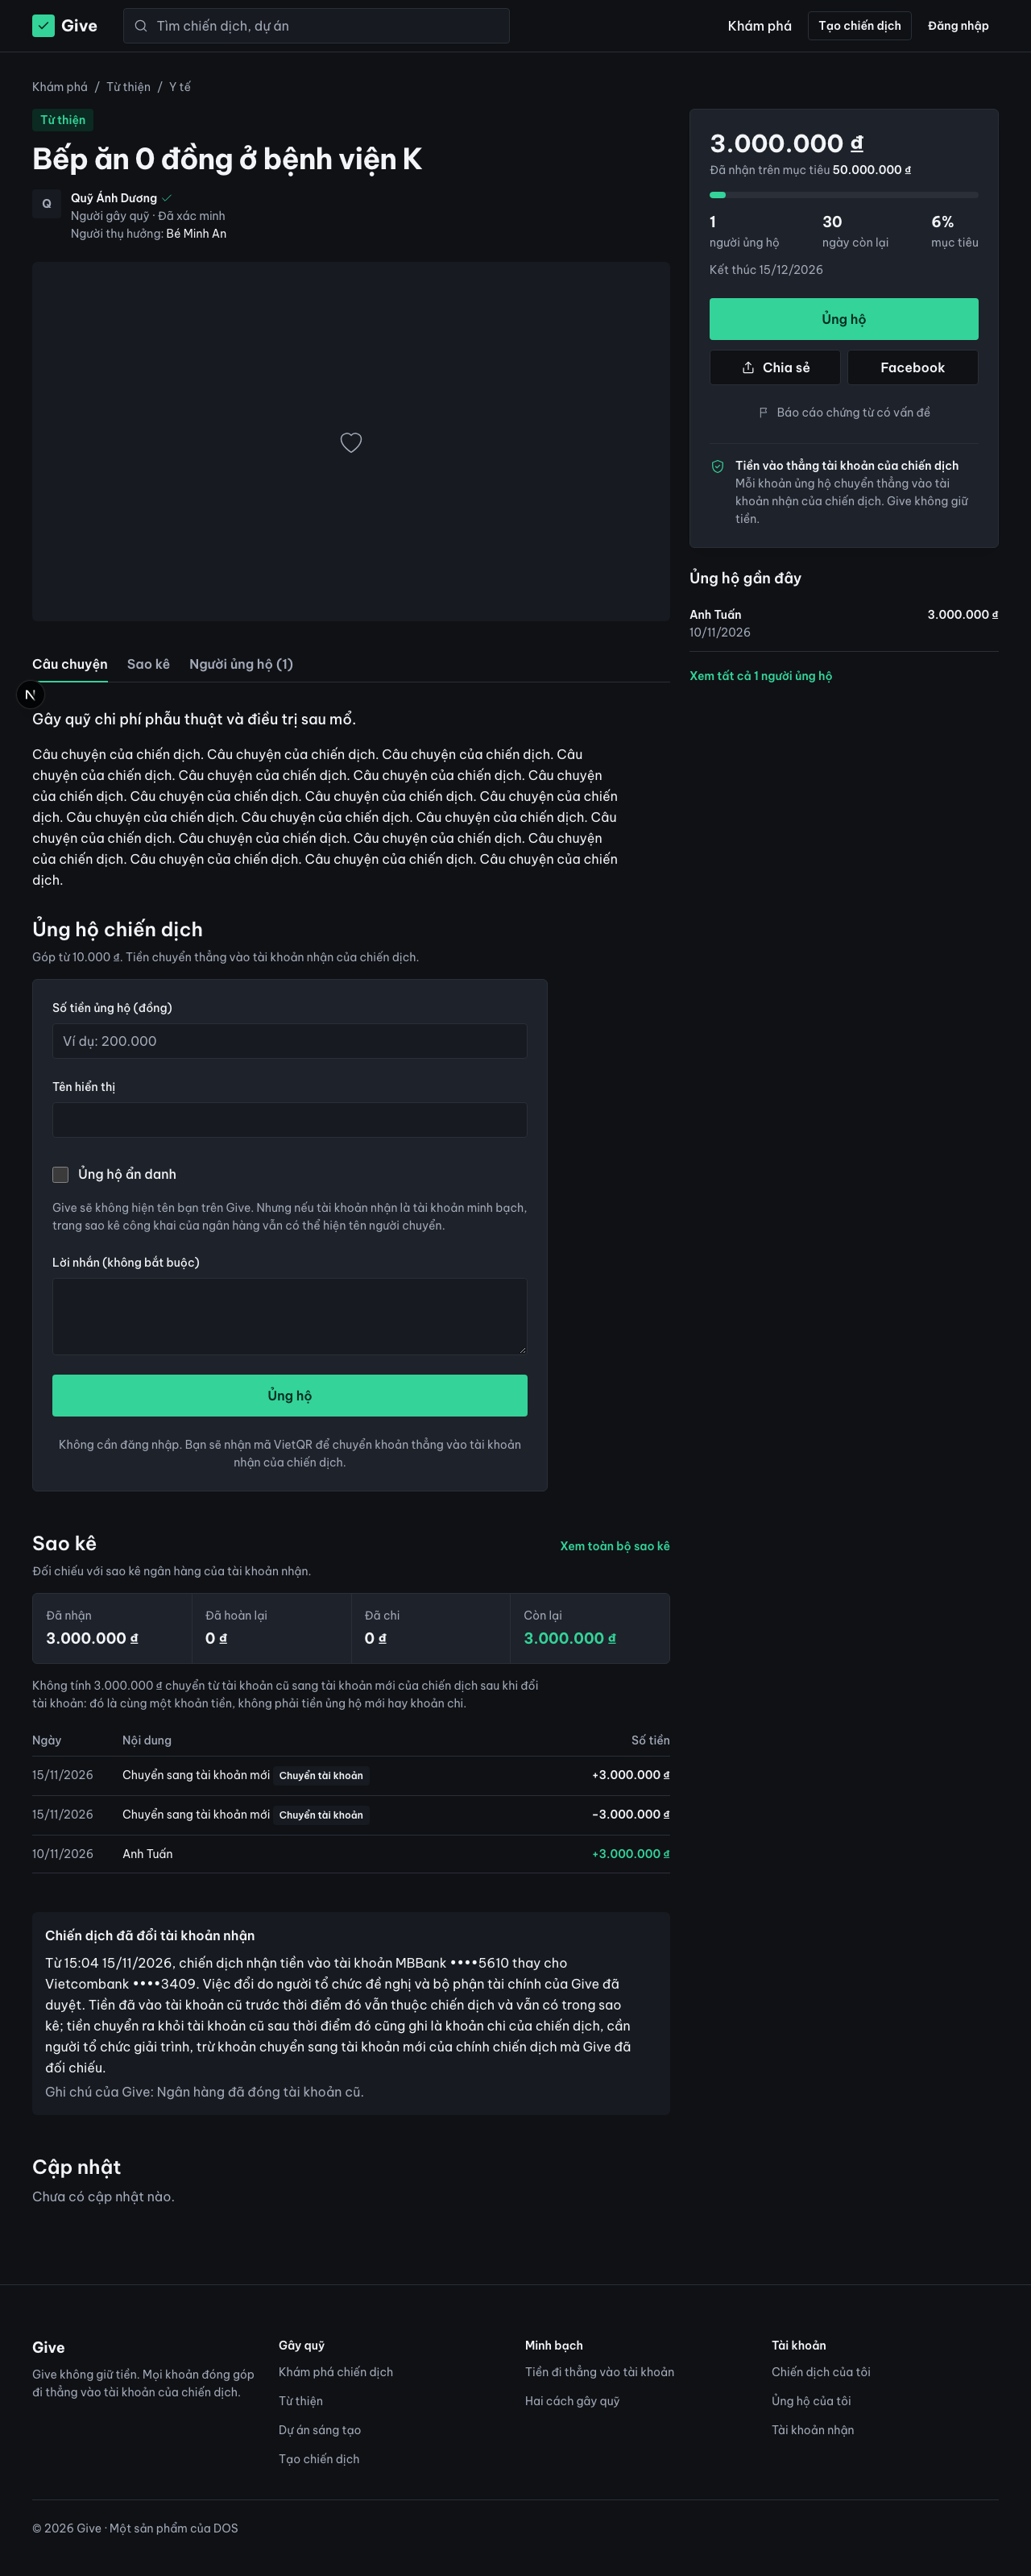 Give
Tìm chiến dịch, dự án
Khám phá
Tạo chiến dịch
Đăng nhập
Khám phá / Từ thiện / Y tế
Từ thiện
Bếp ăn 0 đồng ở bệnh viện K
Q
Quỹ Ánh Dương
Người gây quỹ · Đã xác minh
Người thụ hưởng: Bé Minh An
3.000.000 ₫
Đã nhận trên mục tiêu 50.000.000 ₫
1
người ủng hộ
30
ngày còn lại
6%
mục tiêu
Kết thúc 15/12/2026
Ủng hộ
Chia sẻ
Facebook
Báo cáo chứng từ có vấn đề
Tiền vào thẳng tài khoản của chiến dịch
Mỗi khoản ủng hộ chuyển thẳng vào tài
khoản nhận của chiến dịch. Give không giữ
tiền.
Ủng hộ gần đây
Anh Tuấn
3.000.000 ₫
10/11/2026
Xem tất cả 1 người ủng hộ
Câu chuyện
Sao kê
Người ủng hộ (1)
N
Gây quỹ chi phí phẫu thuật và điều trị sau mổ.
Câu chuyện của chiến dịch. Câu chuyện của chiến dịch. Câu chuyện của chiến dịch. Câu
chuyện của chiến dịch. Câu chuyện của chiến dịch. Câu chuyện của chiến dịch. Câu chuyện
của chiến dịch. Câu chuyện của chiến dịch. Câu chuyện của chiến dịch. Câu chuyện của chiến
dịch. Câu chuyện của chiến dịch. Câu chuyện của chiến dịch. Câu chuyện của chiến dịch. Câu
chuyện của chiến dịch. Câu chuyện của chiến dịch. Câu chuyện của chiến dịch. Câu chuyện
của chiến dịch. Câu chuyện của chiến dịch. Câu chuyện của chiến dịch. Câu chuyện của chiến
dịch.
Ủng hộ chiến dịch
Góp từ 10.000 ₫. Tiền chuyển thẳng vào tài khoản nhận của chiến dịch.
Số tiền ủng hộ (đồng)
Ví dụ: 200.000
Tên hiển thị
Ủng hộ ẩn danh
Give sẽ không hiện tên bạn trên Give. Nhưng nếu tài khoản nhận là tài khoản minh bạch,
trang sao kê công khai của ngân hàng vẫn có thể hiện tên người chuyển.
Lời nhắn (không bắt buộc)
Ủng hộ
Không cần đăng nhập. Bạn sẽ nhận mã VietQR để chuyển khoản thẳng vào tài khoản
nhận của chiến dịch.
Sao kê
Xem toàn bộ sao kê
Đối chiếu với sao kê ngân hàng của tài khoản nhận.
Đã nhận
3.000.000 ₫
Đã hoàn lại
0 ₫
Đã chi
0 ₫
Còn lại
3.000.000 ₫
Không tính 3.000.000 ₫ chuyển từ tài khoản cũ sang tài khoản mới của chiến dịch sau khi đổi
tài khoản: đó là cùng một khoản tiền, không phải tiền ủng hộ mới hay khoản chi.
Ngày Nội dung Số tiền
15/11/2026 Chuyển sang tài khoản mới Chuyển tài khoản +3.000.000 ₫
15/11/2026 Chuyển sang tài khoản mới Chuyển tài khoản −3.000.000 ₫
10/11/2026 Anh Tuấn +3.000.000 ₫
Chiến dịch đã đổi tài khoản nhận
Từ 15:04 15/11/2026, chiến dịch nhận tiền vào tài khoản MBBank ••••5610 thay cho
Vietcombank ••••3409. Việc đổi do người tổ chức đề nghị và bộ phận tài chính của Give đã
duyệt. Tiền đã vào tài khoản cũ trước thời điểm đó vẫn thuộc chiến dịch và vẫn có trong sao
kê; tiền chuyển ra khỏi tài khoản cũ sau thời điểm đó cũng ghi là khoản chi của chiến dịch, cần
người tổ chức giải trình, trừ khoản chuyển sang tài khoản mới của chính chiến dịch mà Give đã
đối chiếu.
Ghi chú của Give: Ngân hàng đã đóng tài khoản cũ.
Cập nhật
Chưa có cập nhật nào.
Give
Give không giữ tiền. Mọi khoản đóng góp
đi thẳng vào tài khoản của chiến dịch.
Gây quỹ
Khám phá chiến dịch
Từ thiện
Dự án sáng tạo
Tạo chiến dịch
Minh bạch
Tiền đi thẳng vào tài khoản
Hai cách gây quỹ
Tài khoản
Chiến dịch của tôi
Ủng hộ của tôi
Tài khoản nhận
© 2026 Give · Một sản phẩm của DOS